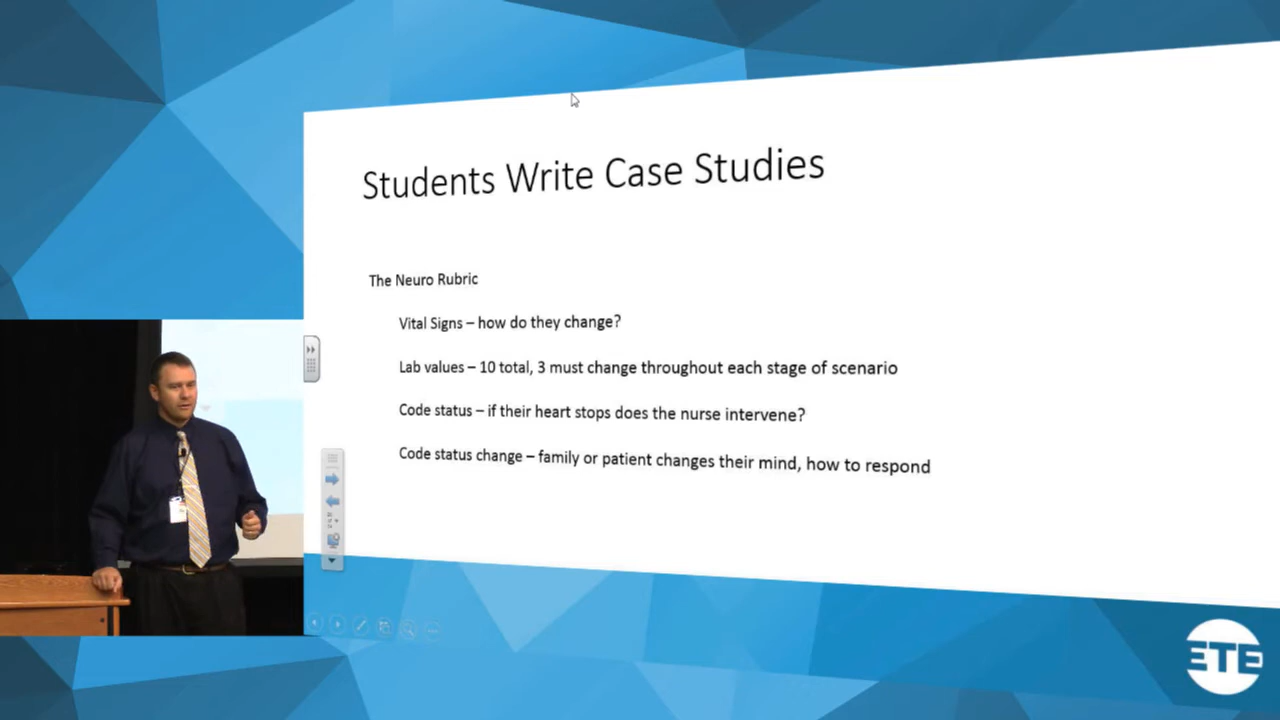 Students Write Case Studies
The Neuro Rubric
Vital Signs – how do they change?
Lab values – 10 total, 3 must change throughout each stage of scenario
Code status – if their heart stops does the nurse intervene?
Code status change – family or patient changes their mind, how to respond
ETE